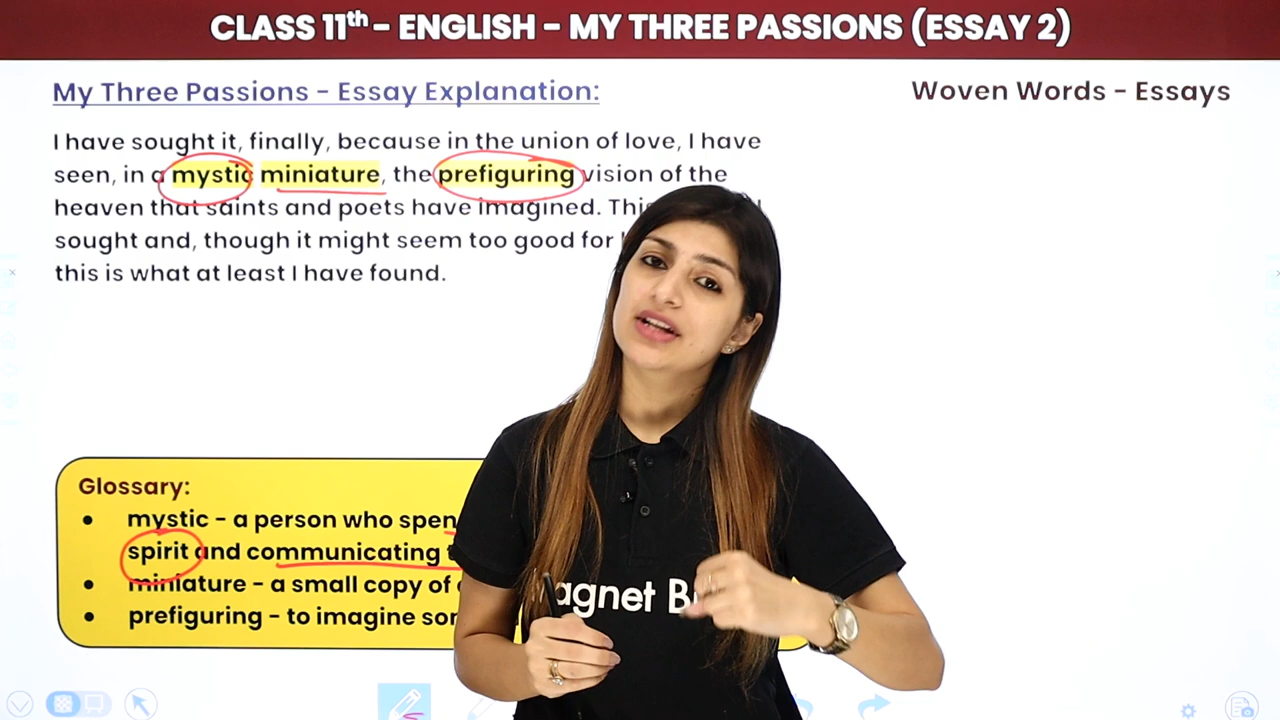 CLASS 11th - ENGLISH - MY THREE PASSIONS (ESSAY 2)
My Three Passions - Essay Explanation:
Woven Words - Essays
I have sought it, finally, because in the union of love, I have
seen, in a mystic miniature, the prefiguring vision of the
heaven that saints and poets have imagined. This
sought and, though it might seem too good for
this is what at least I have found.
Glossary:
• mystic - a person who
spirit and communicating
• miniature - a small copy of
• prefiguring - to imagine
agnet